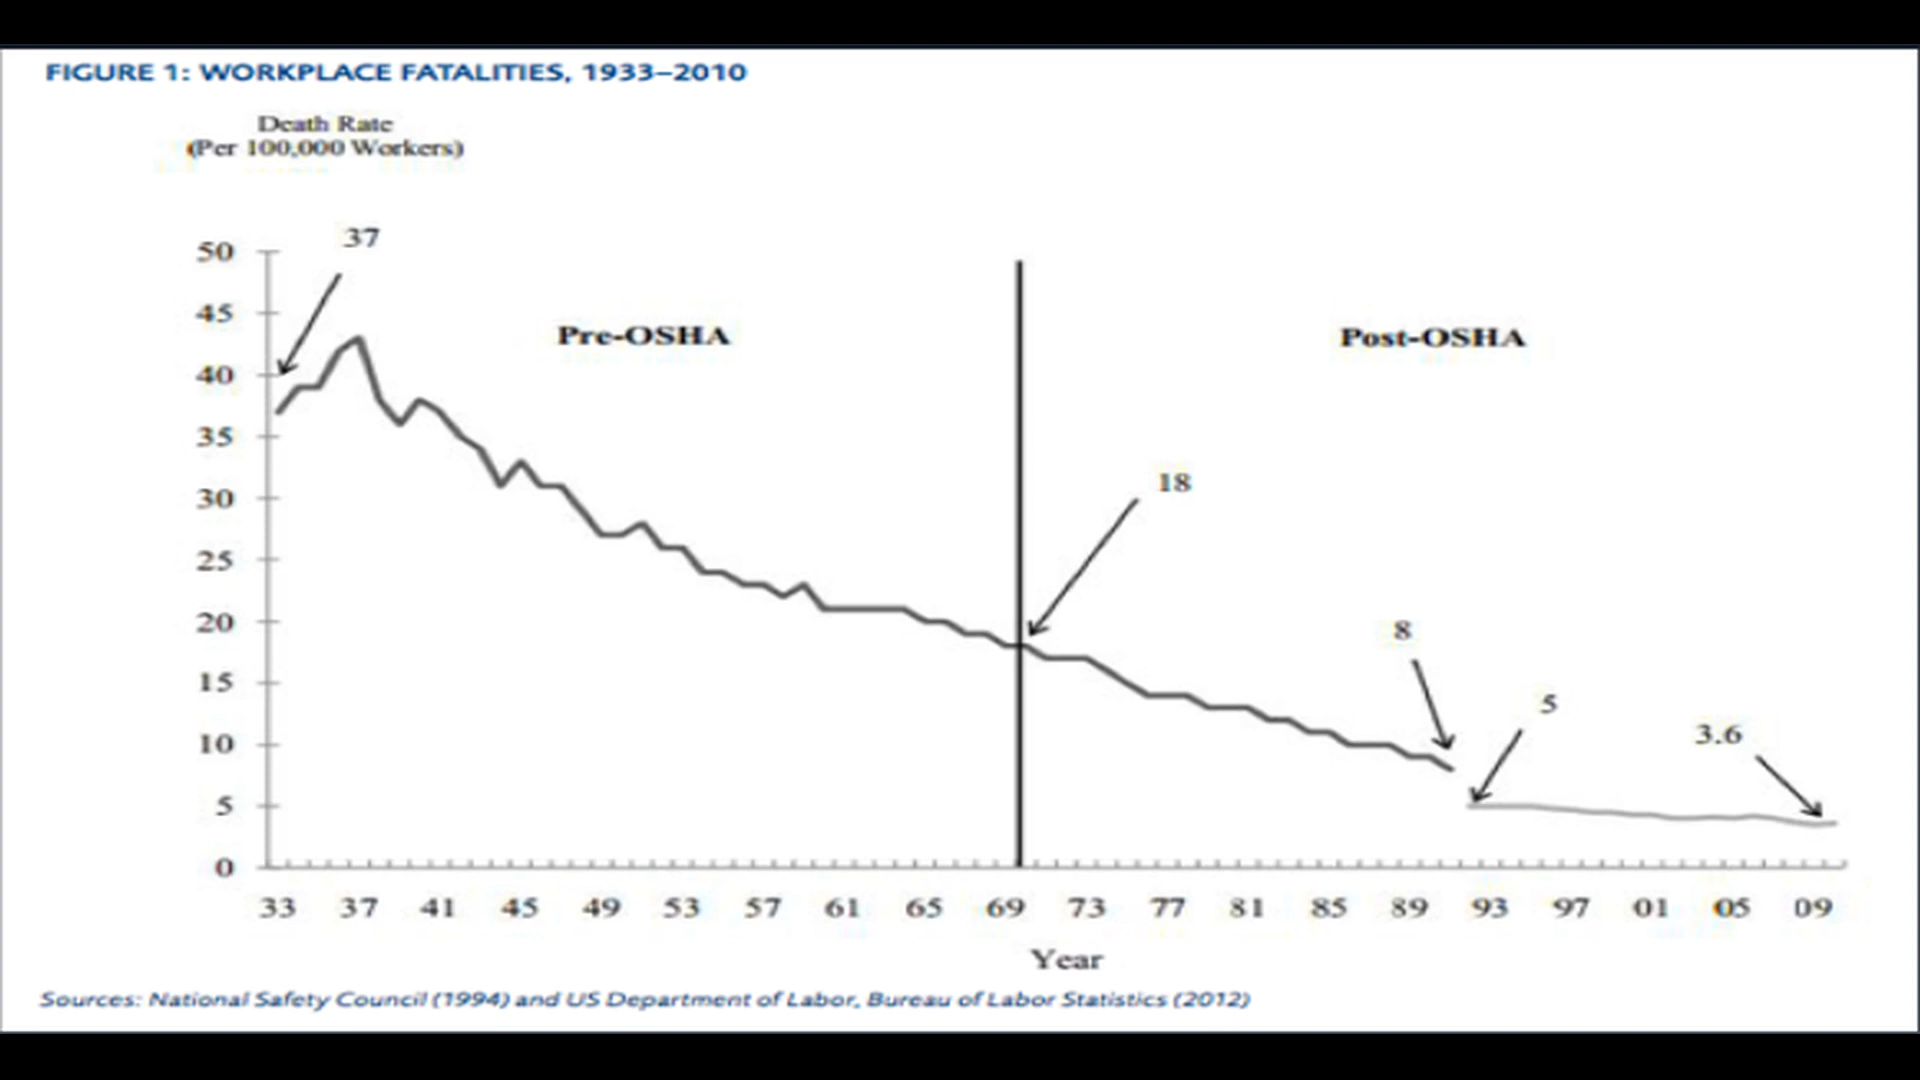 FIGURE 1: WORKPLACE FATALITIES, 1933–2010
Death Rate
(Per 100,000 Workers)
37
50
45
Pre-OSHA
Post-OSHA
40
35
18
30
25
20
8
15
5
10
3.6
5
0
33 37 41 45 49 53 57 61 65 69 73 77 81 85 89 93 97 01 05 09
Year
Sources: National Safety Council (1994) and US Department of Labor, Bureau of Labor Statistics (2012)